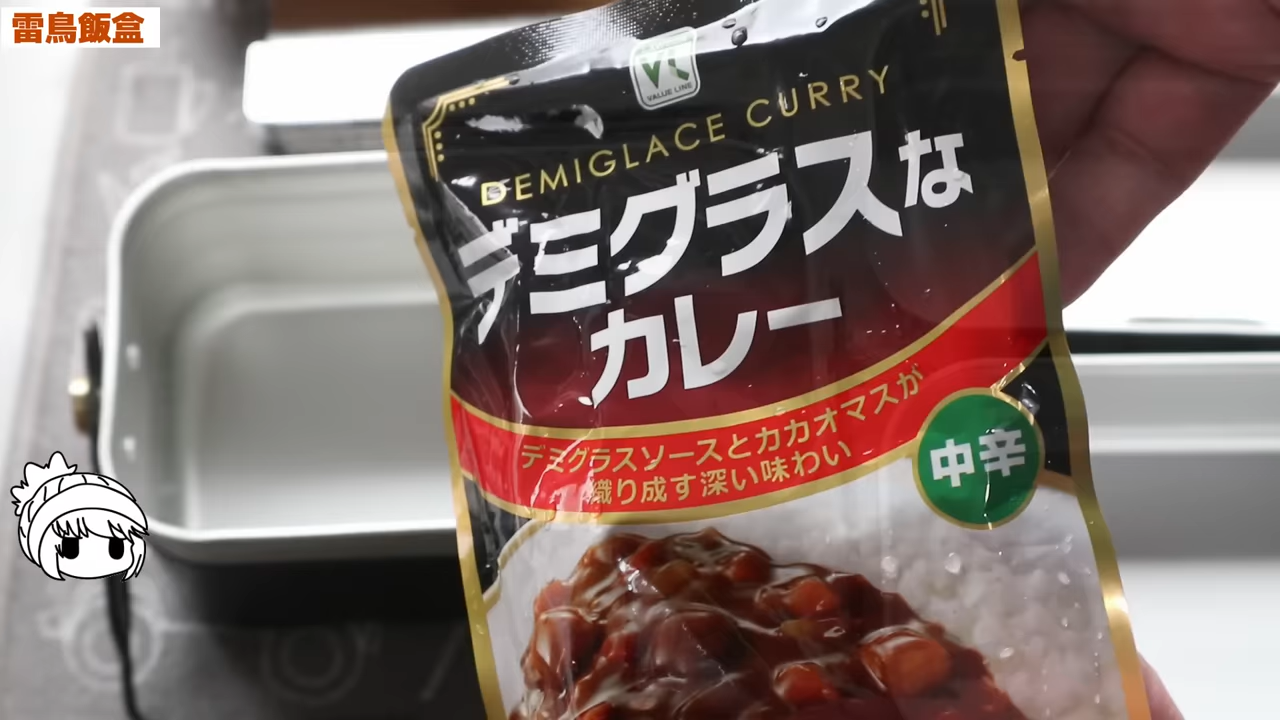 雷鳥飯盒
VL
VALUE LINE
DEMIGLACE CURRY
デミグラスな
カレー
デミグラスソースとカカオマスが
織り成す深い味わい
中辛